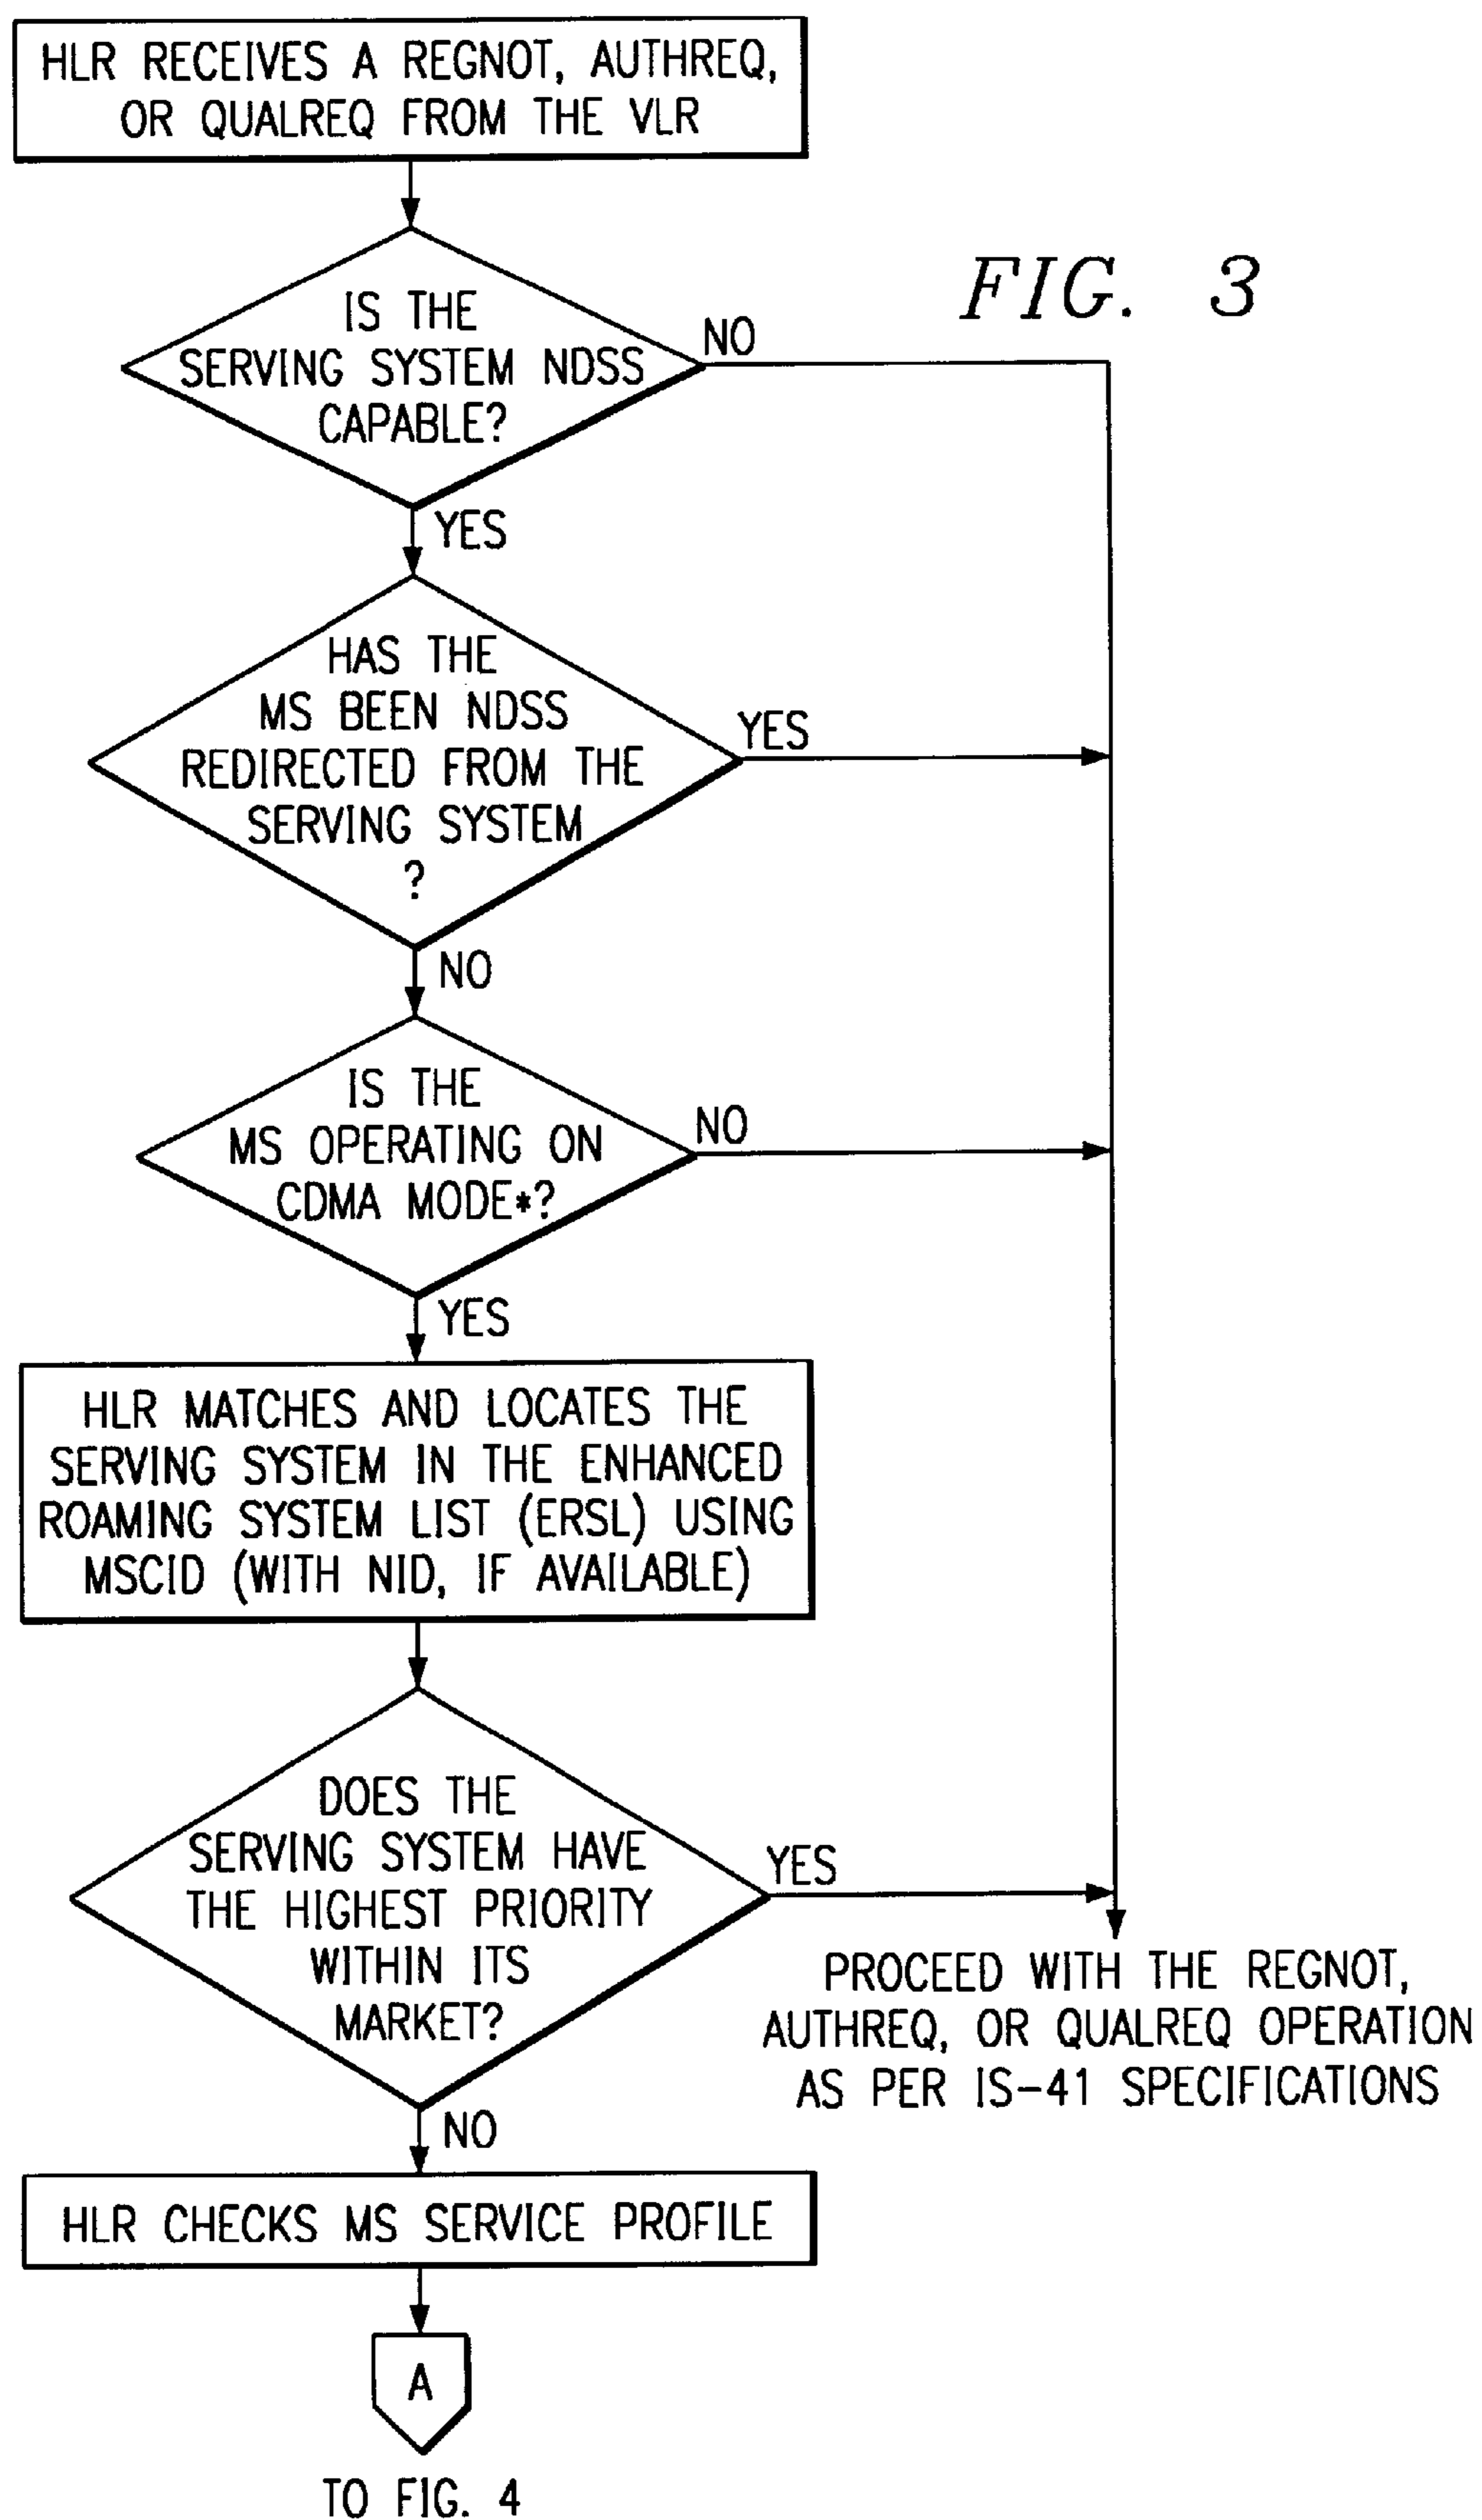 HLR RECEIVES A REGNOT, AUTHREQ,
OR QUALREQ FROM THE VLR
FIG. 3
IS THE
SERVING SYSTEM NDSS
CAPABLE?
NO
YES
HAS THE
MS BEEN NDSS
REDIRECTED FROM THE
SERVING SYSTEM
?
YES
NO
IS THE
MS OPERATING ON
CDMA MODE*?
NO
YES
HLR MATCHES AND LOCATES THE
SERVING SYSTEM IN THE ENHANCED
ROAMING SYSTEM LIST (ERSL) USING
MSCID (WITH NID, IF AVAILABLE)
DOES THE
SERVING SYSTEM HAVE
THE HIGHEST PRIORITY
WITHIN ITS
MARKET?
YES
NO
PROCEED WITH THE REGNOT,
AUTHREQ, OR QUALREQ OPERATION
AS PER IS-41 SPECIFICATIONS
HLR CHECKS MS SERVICE PROFILE
A
TO FIG. 4